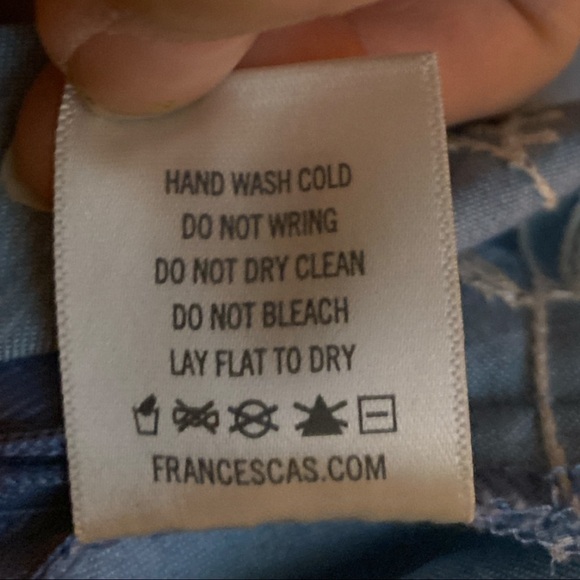 HAND WASH COLD
DO NOT WRING
DO NOT DRY CLEAN
DO NOT BLEACH
LAY FLAT TO DRY
FRANCESCAS.COM